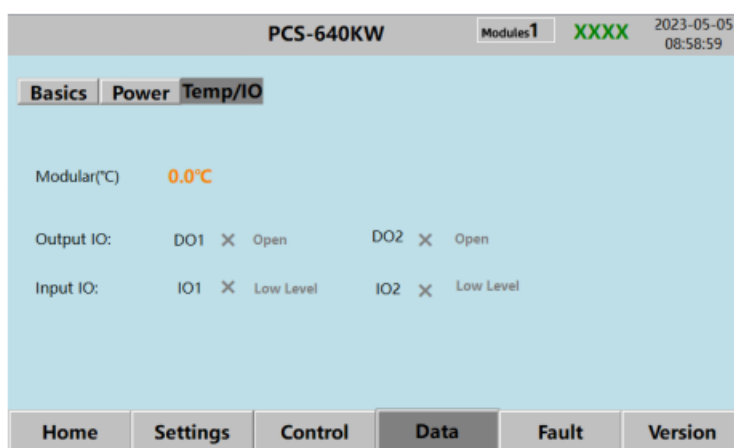 PCS-640KW Modules1 XXXX 2023-05-05
08:58:59
Basics Power Temp/IO
Modular(℃) 0.0℃
Output IO: DO1 Open DO2 Open
Input IO: IO1 Low Level IO2 Low Level
Home Settings Control Data Fault Version